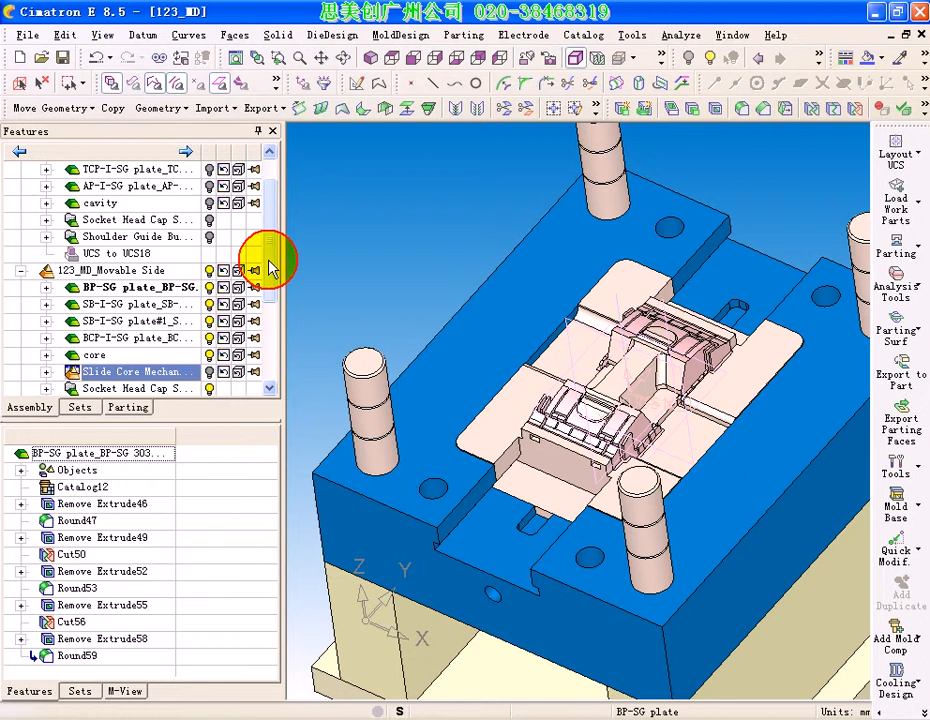 Cimatron E 8.5 - [123_MD]
思美创广州公司 020-38468319
File Edit View Datum Curves Faces Solid DieDesign MoldDesign Parting Electrode Catalog Tools Analyze Window Help
Move Geometry Copy Geometry Import Export
Features
TCP-I-SG plate_TC...
AP-I-SG plate_AP-...
cavity
Socket Head Cap S...
Shoulder Guide Bu...
UCS to UCS18
123_MD_Movable Side
BP-SG plate_BP-SG.
SB-I-SG plate_SB-...
SB-I-SG plate#1_S...
BCP-I-SG plate_BC...
core
Slide Core Mechan...
Socket Head Cap S...
Assembly Sets Parting
BP-SG plate_BP-SG 303...
Objects
Catalog12
Remove Extrude46
Round47
Remove Extrude49
Cut50
Remove Extrude52
Round53
Remove Extrude55
Cut56
Remove Extrude58
Round59
Features Sets M-View
Z
Y
X
Layout
UCS
Load
Work
Parts
Parting
Analysis
Tools
Parting
Surf
Export to
Part
Export
Parting
Faces
Tools
Mold
Base
Quick
Modif.
Add
Duplicate
Add Mold
Comp
Cooling
Design
S
BP-SG plate
Units: mm